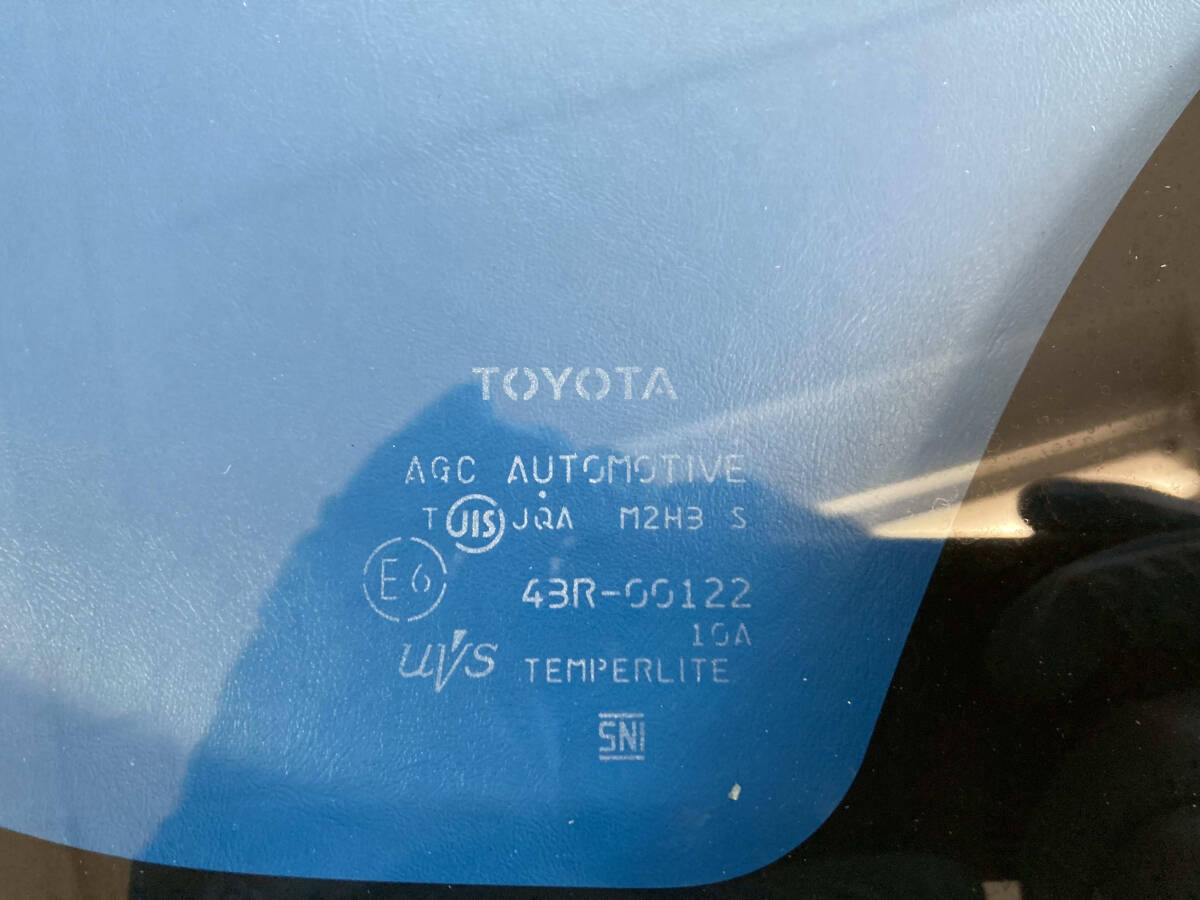 TOYOTA
AGC AUTOMOTIVE
T JIS JQA M2H3 S
E6 43R-00122
10A
UVS TEMPERLITE
SNI